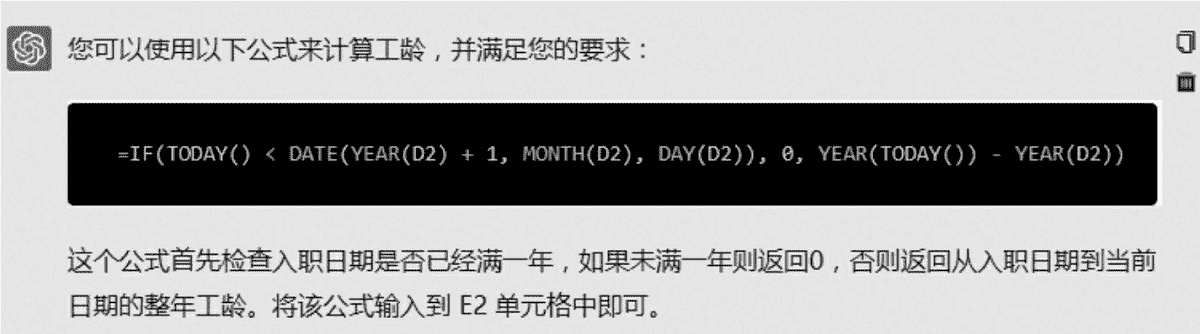 您可以使用以下公式来计算工龄，并满足您的要求：
=IF(TODAY() < DATE(YEAR(D2) + 1, MONTH(D2), DAY(D2)), 0, YEAR(TODAY()) - YEAR(D2))
这个公式首先检查入职日期是否已经满一年，如果未满一年则返回0，否则返回从入职日期到当前
日期的整年工龄。将该公式输入到 E2 单元格中即可。